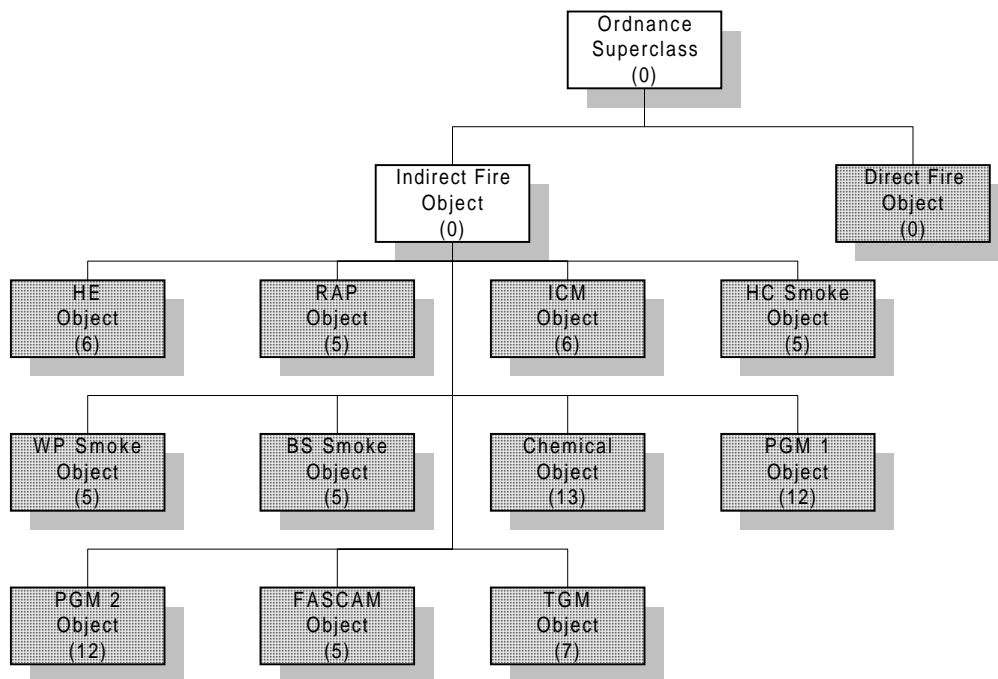 Ordnance
Superclass
(0)
Indirect Fire
Object
(0)
Direct Fire
Object
(0)
HE
Object
(6)
RAP
Object
(5)
ICM
Object
(6)
HC Smoke
Object
(5)
WP Smoke
Object
(5)
BS Smoke
Object
(5)
Chemical
Object
(13)
PGM 1
Object
(12)
PGM 2
Object
(12)
FASCAM
Object
(5)
TGM
Object
(7)